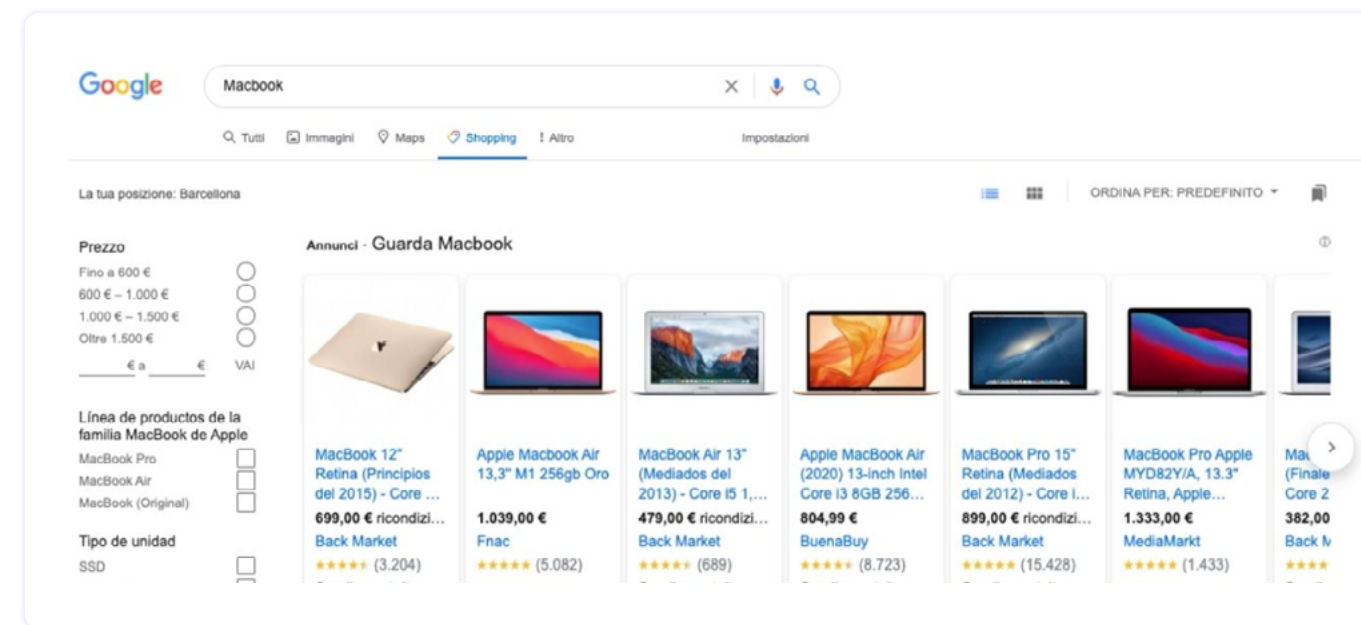 Google
Macbook
Tutti Immagini Maps Shopping Altro Impostazioni
La tua posizione: Barcellona
ORDINA PER: PREDEFINITO
Prezzo
Fino a 600 €
600 € – 1.000 €
1.000 € – 1.500 €
Oltre 1.500 €
€ a € VAI
Línea de productos de la
familia MacBook de Apple
MacBook Pro
MacBook Air
MacBook (Original)
Tipo de unidad
SSD
Annunci · Guarda Macbook
MacBook 12"
Retina (Principios
del 2015) - Core ...
699,00 € ricondizi...
Back Market
(3.204)
Apple Macbook Air
13,3" M1 256gb Oro
1.039,00 €
Fnac
(5.082)
MacBook Air 13"
(Mediados del
2013) - Core i5 1,...
479,00 € ricondizi...
Back Market
(689)
Apple MacBook Air
(2020) 13-inch Intel
Core i3 8GB 256...
804,99 €
BuenaBuy
(8.723)
MacBook Pro 15"
Retina (Mediados
del 2012) - Core i...
899,00 € ricondizi...
Back Market
(15.428)
MacBook Pro Apple
MYD82Y/A, 13.3"
Retina, Apple...
1.333,00 €
MediaMarkt
(1.433)
(Finale
Core 2
382,00
Back